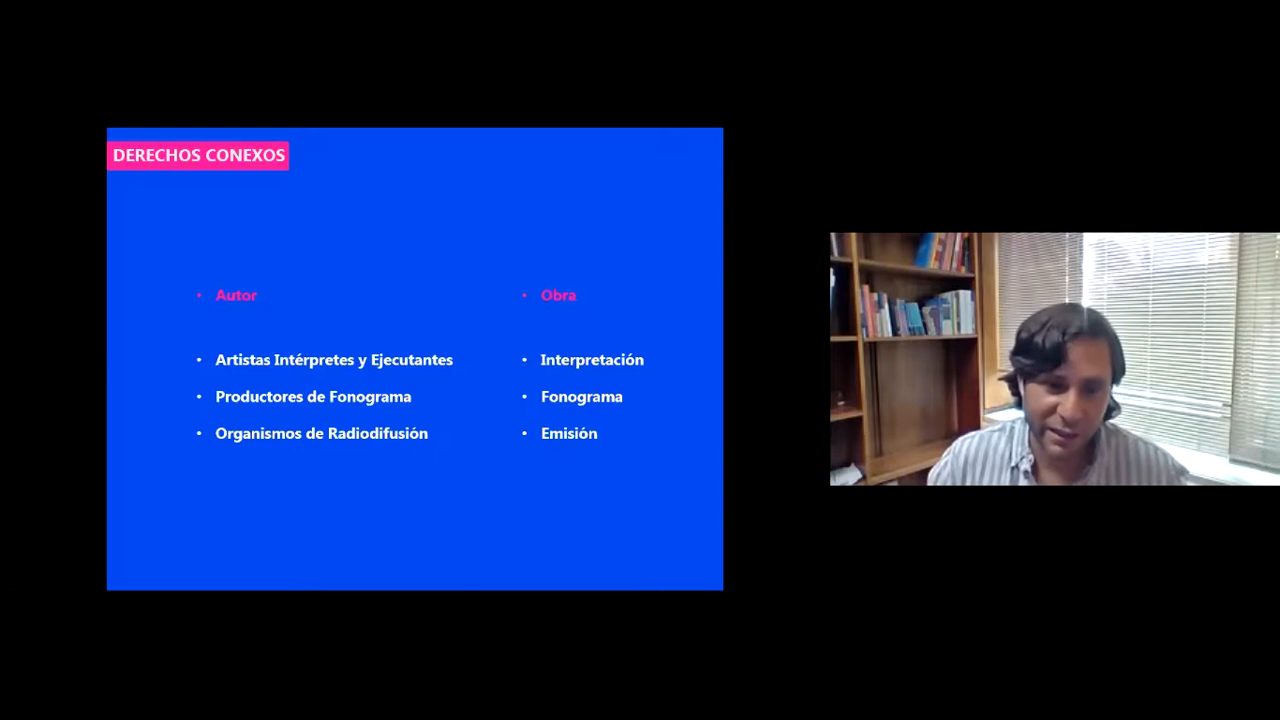 DERECHOS CONEXOS
• Autor
• Obra
• Artistas Intérpretes y Ejecutantes
• Interpretación
• Productores de Fonograma
• Fonograma
• Organismos de Radiodifusión
• Emisión